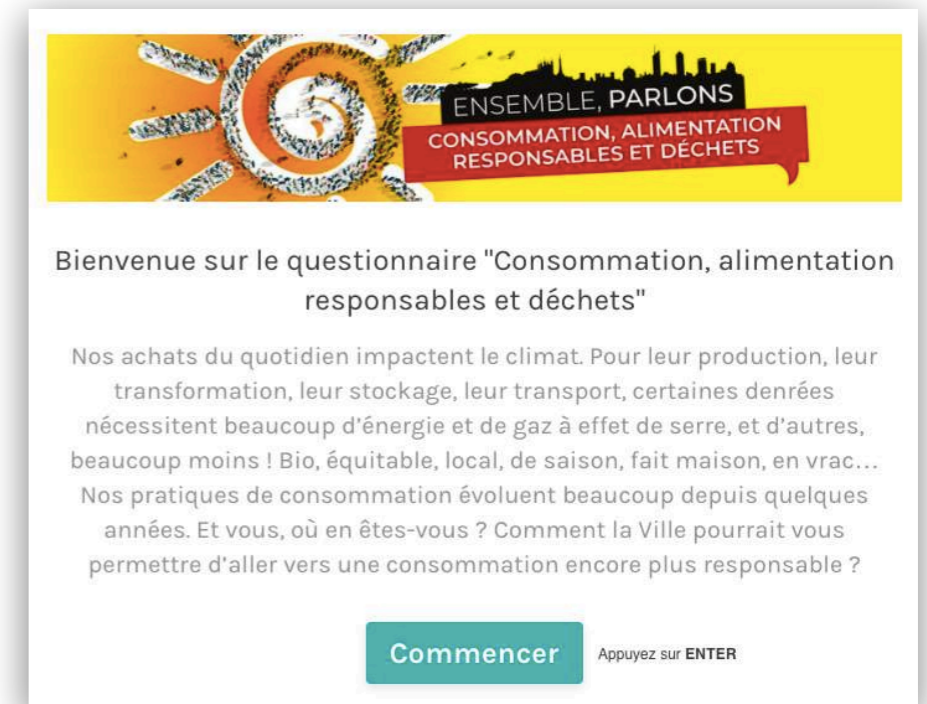 ENSEMBLE, PARLONS
CONSOMMATION, ALIMENTATION
RESPONSABLES ET DÉCHETS
Bienvenue sur le questionnaire "Consommation, alimentation
responsables et déchets"
Nos achats du quotidien impactent le climat. Pour leur production, leur
transformation, leur stockage, leur transport, certaines denrées
nécessitent beaucoup d’énergie et de gaz à effet de serre, et d’autres,
beaucoup moins ! Bio, équitable, local, de saison, fait maison, en vrac…
Nos pratiques de consommation évoluent beaucoup depuis quelques
années. Et vous, où en êtes-vous ? Comment la Ville pourrait vous
permettre d’aller vers une consommation encore plus responsable ?
Commencer Appuyez sur ENTER